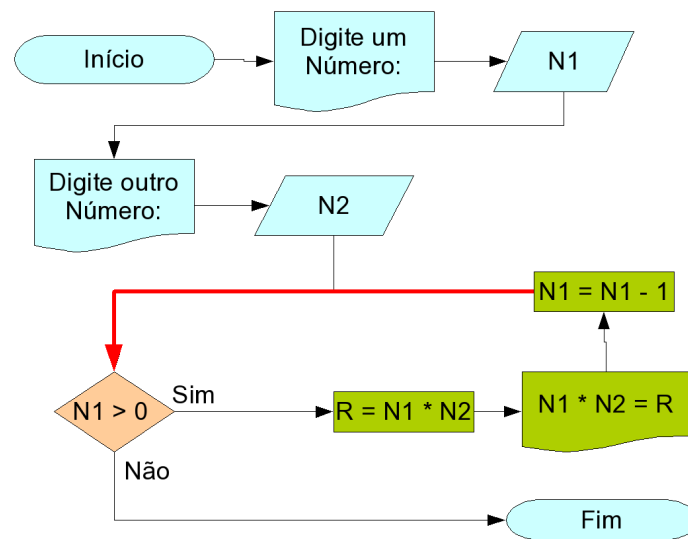 Início
Digite um
Número:
N1
Digite outro
Número:
N2
N1 = N1 - 1
N1 > 0
Sim
R = N1 * N2
N1 * N2 = R
Não
Fim